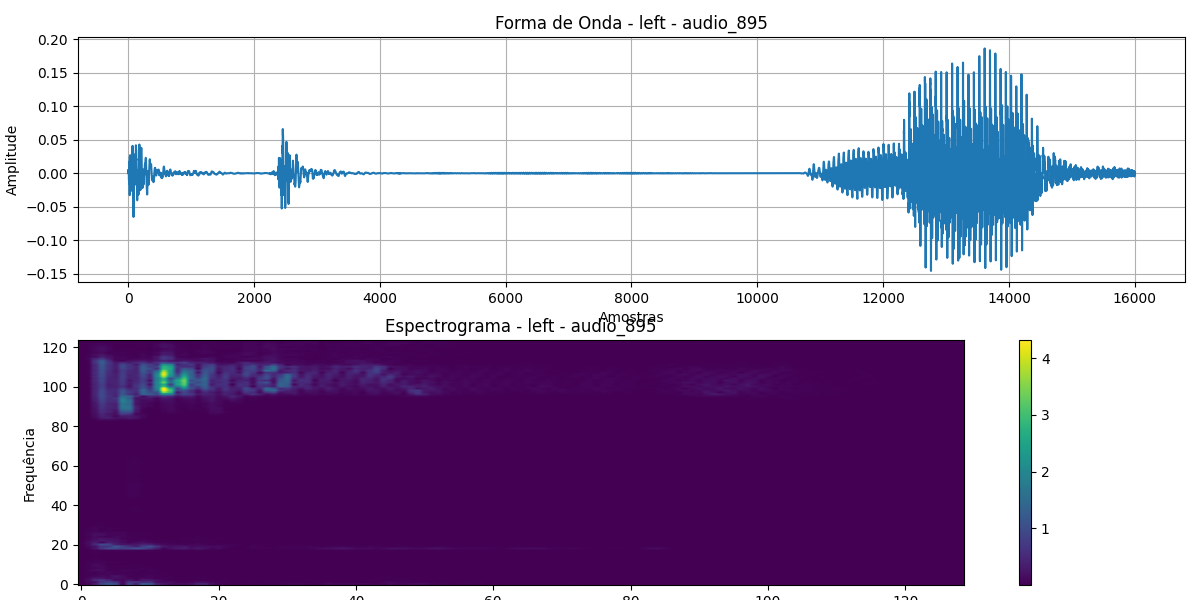 Forma de Onda - left - audio_895
0.20
0.15
0.10
0.05
0.00
−0.05
−0.10
−0.15
Amplitude
0 2000 4000 6000 8000 10000 12000 14000 16000
Amostras
Espectrograma - left - audio_895
120
100
80
60
40
20
0
Frequência
4
3
2
1
0 20 40 60 80 100 120